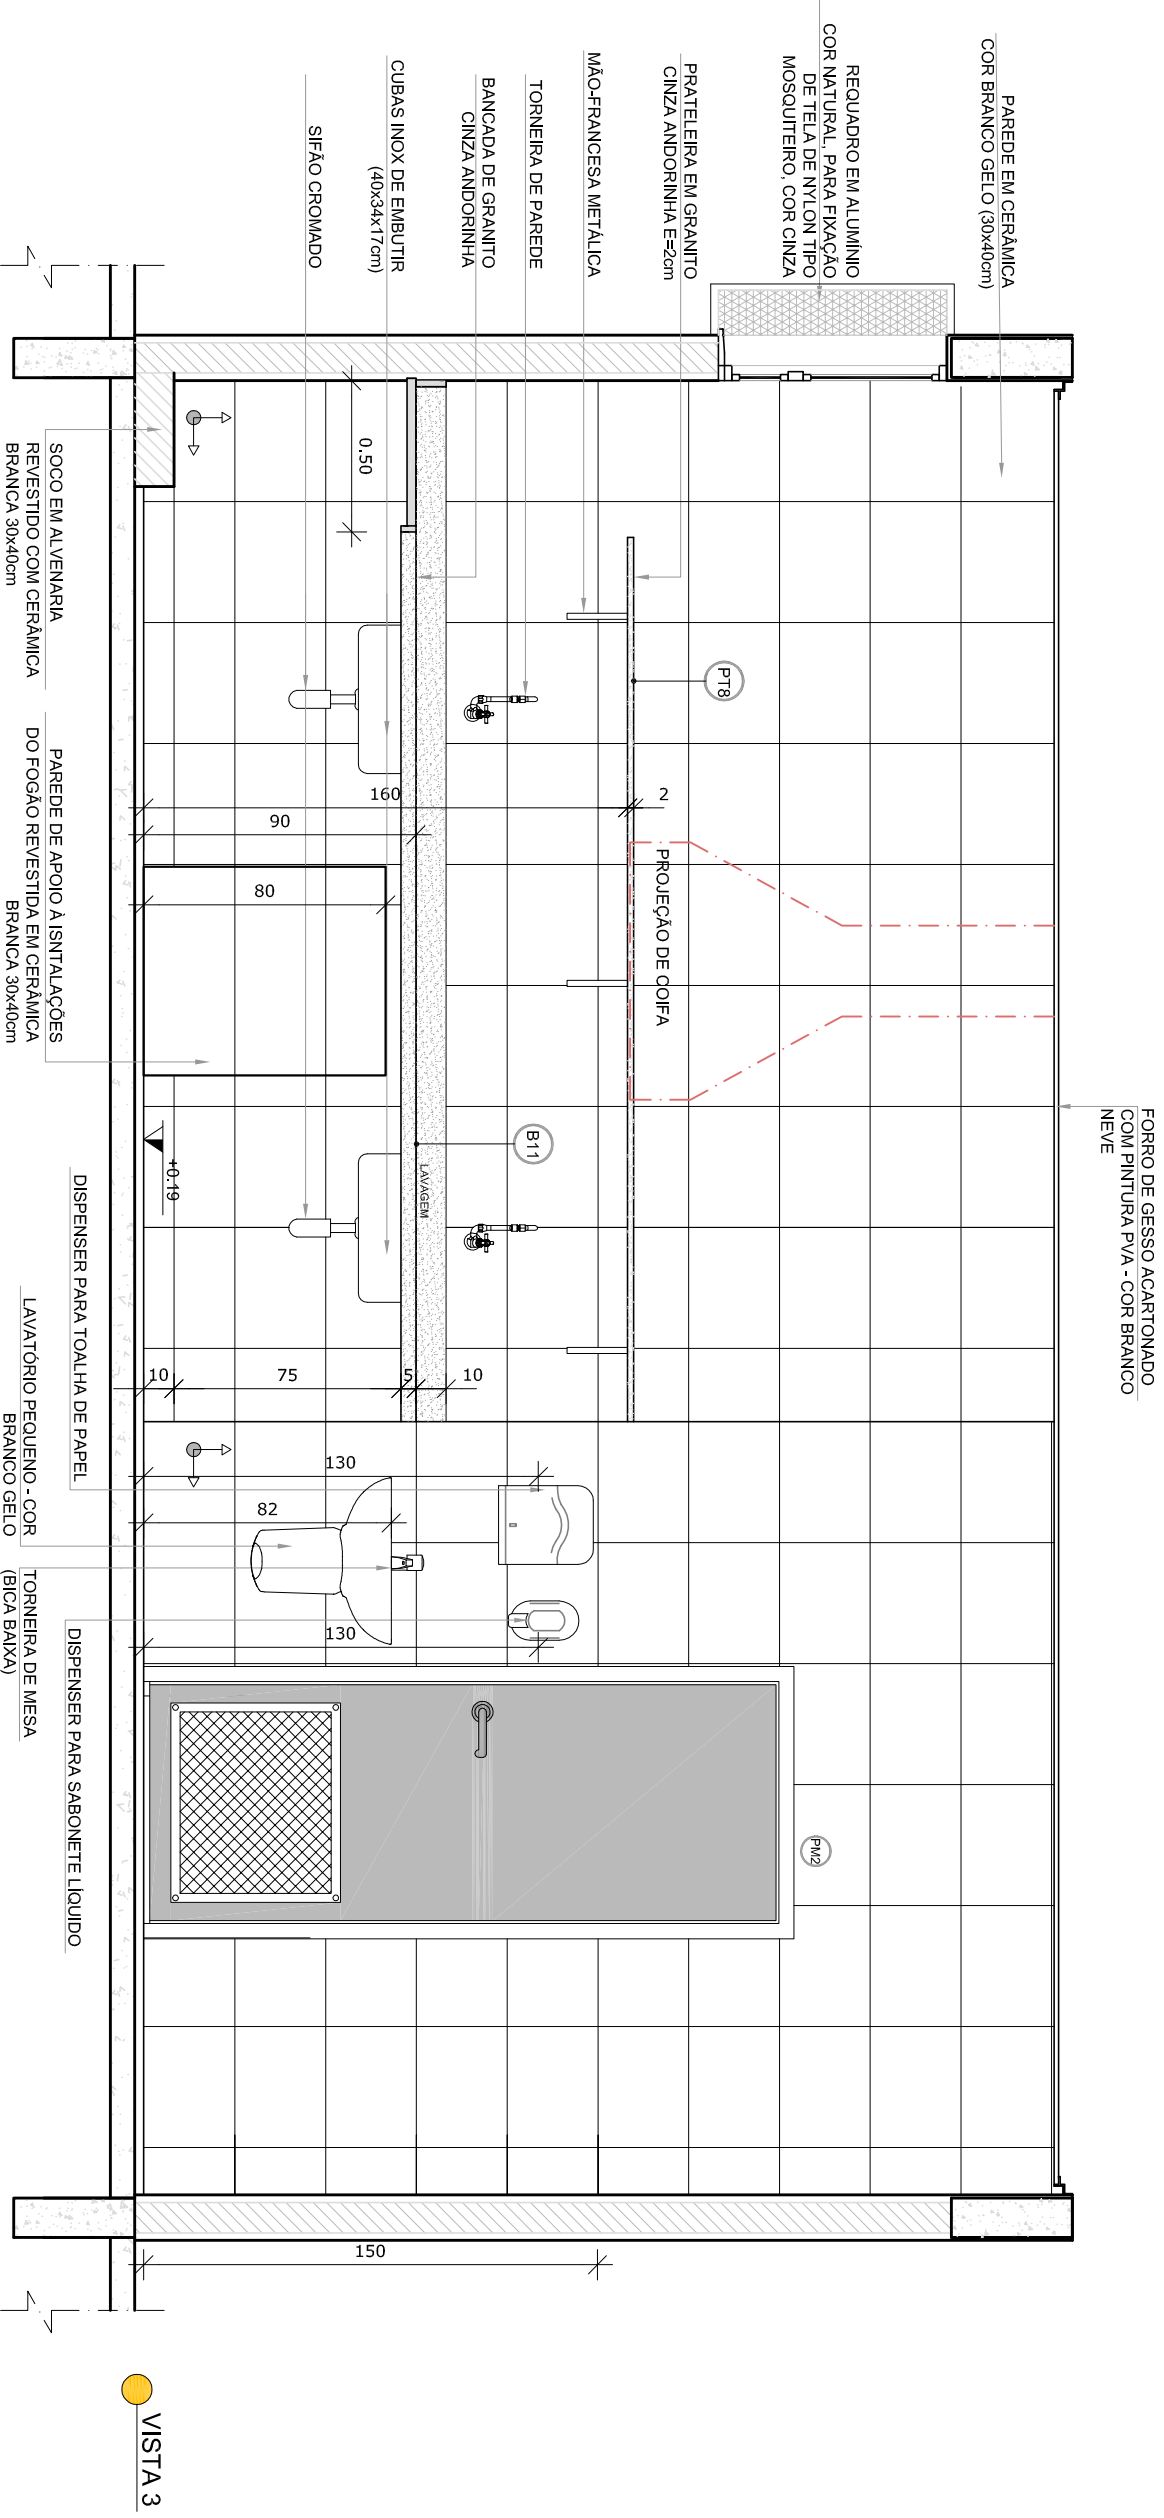 PAREDE EM CERÂMICA
COR BRANCO GELO (30x40cm)
REQUADRO EM ALUMÍNIO
COR NATURAL, PARA FIXAÇÃO
DE TELA DE NYLON TIPO
MOSQUITEIRO, COR CINZA
PRATELEIRA EM GRANITO
CINZA ANDORINHA E=2cm
MÃO-FRANCESA METÁLICA
TORNEIRA DE PAREDE
BANCADA DE GRANITO
CINZA ANDORINHA
CUBAS INOX DE EMBUTIR
(40x34x17cm)
SIFÃO CROMADO
FORRO DE GESSO ACARTONADO
COM PINTURA PVA - COR BRANCO
NEVE
PT8
PROJEÇÃO DE COIFA
B11
LAVAGEM
PM2
0.50
2
160
90
80
+0.19
10
75
5
10
130
82
130
150
SOCO EM ALVENARIA
REVESTIDO COM CERÂMICA
BRANCA 30x40cm
PAREDE DE APOIO À ISNTALAÇÕES
DO FOGÃO REVESTIDA EM CERÂMICA
BRANCA 30x40cm
DISPENSER PARA TOALHA DE PAPEL
LAVATÓRIO PEQUENO - COR
BRANCO GELO
TORNEIRA DE MESA
(BICA BAIXA)
DISPENSER PARA SABONETE LÍQUIDO
VISTA 3